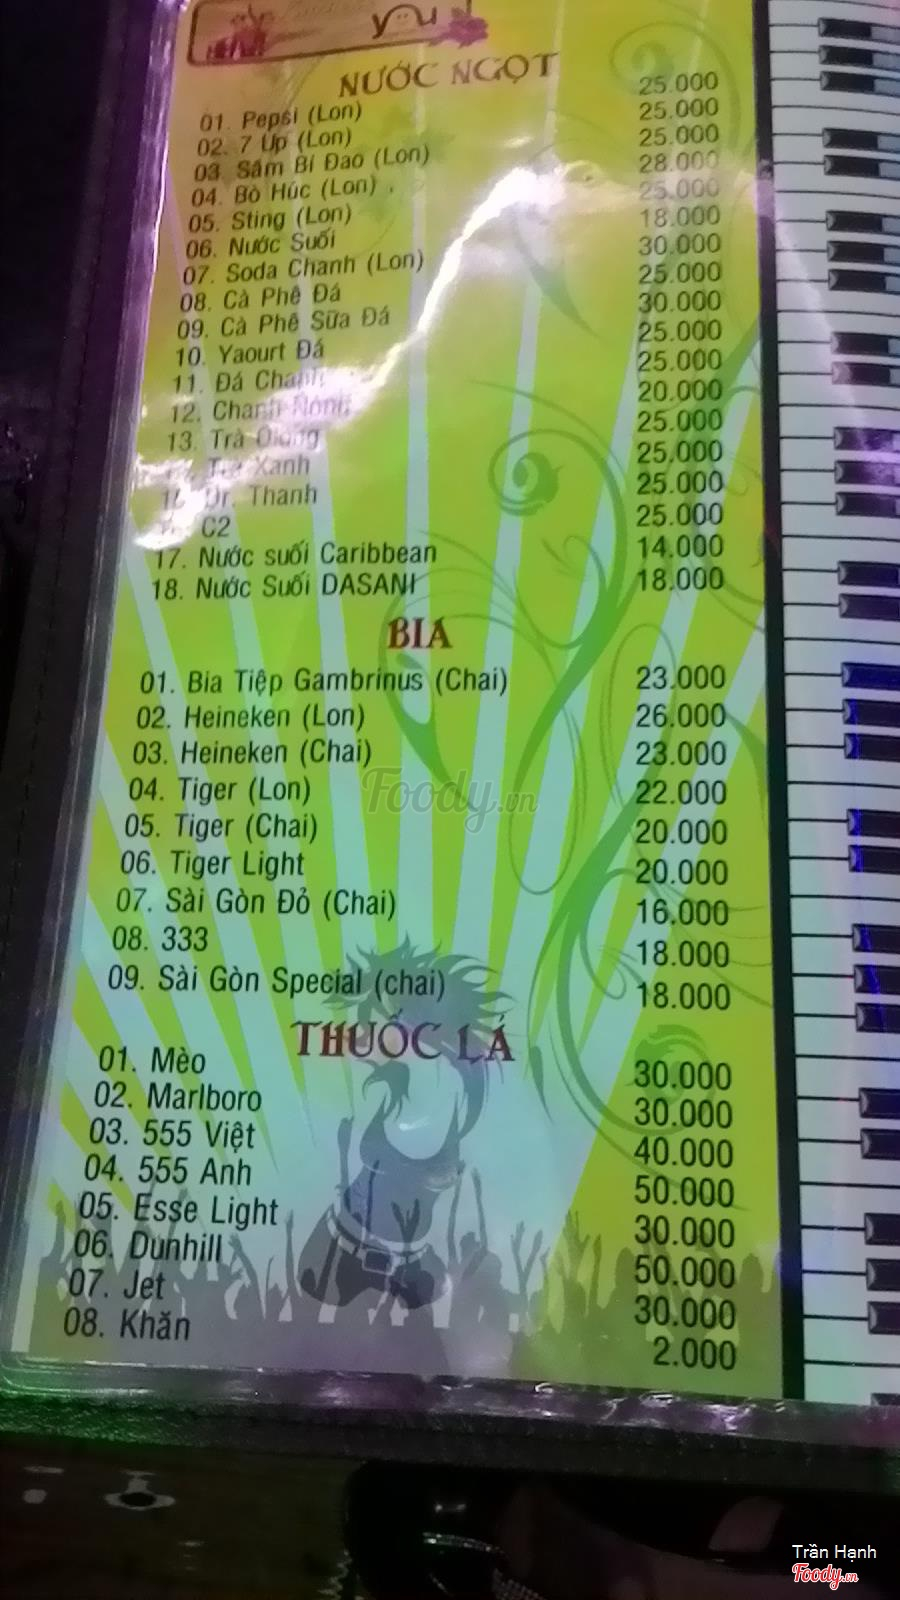 NƯỚC NGỌT
01. Pepsi (Lon) 25.000
02. 7 Up (Lon) 25.000
03. Sâm Bí Đao (Lon) 25.000
04. Bò Húc (Lon) 28.000
05. Sting (Lon) 25.000
06. Nước Suối 18.000
07. Soda Chanh (Lon) 30.000
08. Cà Phê Đá 25.000
09. Cà Phê Sữa Đá 30.000
10. Yaourt Đá 25.000
11. Đá Chanh 25.000
12. Chanh Nóng 20.000
13. Trà Olong 25.000
Trà Xanh 25.000
Dr. Thanh 25.000
C2 25.000
17. Nước suối Caribbean 14.000
18. Nước Suối DASANI 18.000
BIA
01. Bia Tiệp Gambrinus (Chai) 23.000
02. Heineken (Lon) 26.000
03. Heineken (Chai) 23.000
04. Tiger (Lon) 22.000
05. Tiger (Chai) 20.000
06. Tiger Light 20.000
07. Sài Gòn Đỏ (Chai) 16.000
08. 333 18.000
09. Sài Gòn Special (chai) 18.000
THUỐC LÁ
01. Mèo 30.000
02. Marlboro 30.000
03. 555 Việt 40.000
04. 555 Anh 50.000
05. Esse Light 30.000
06. Dunhill 50.000
07. Jet 30.000
08. Khăn 2.000
Foody.vn
Trần Hạnh
Foody.vn